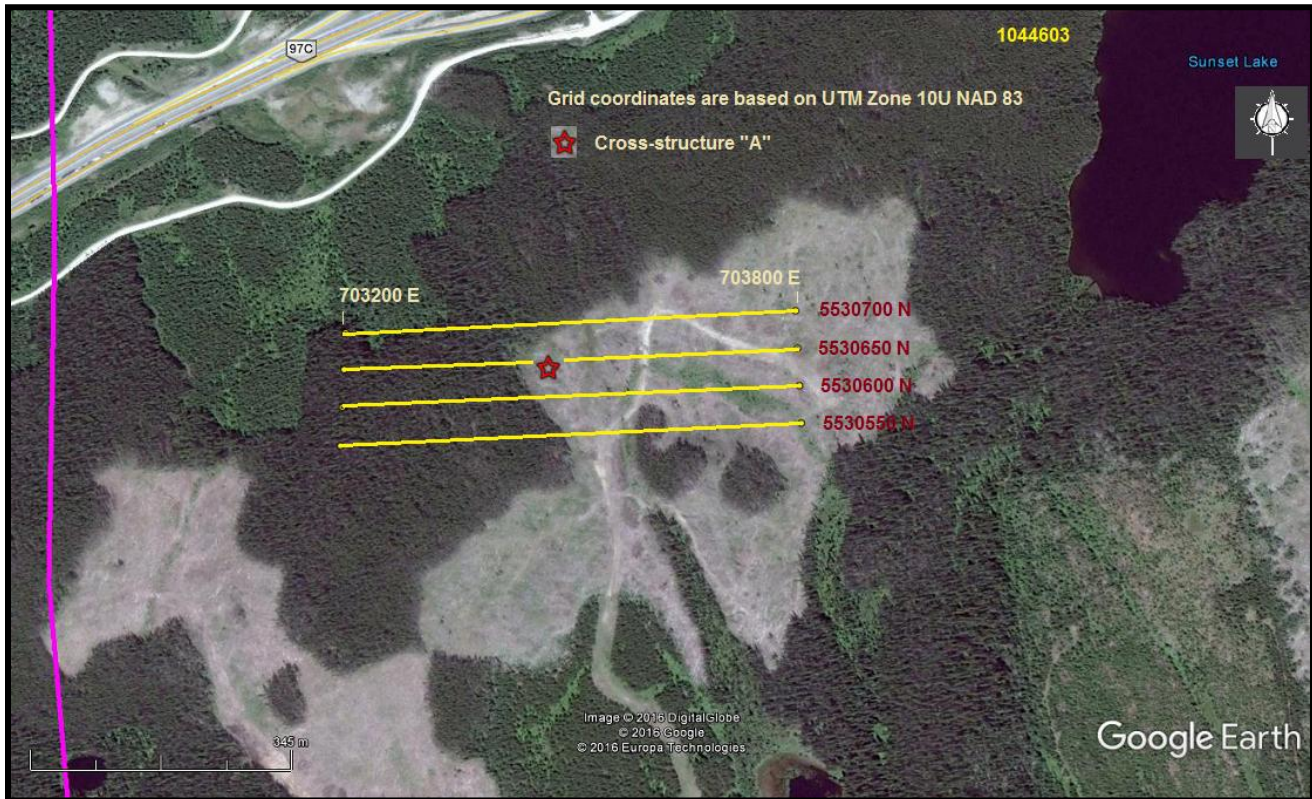 97C
1044603
Sunset Lake
Grid coordinates are based on UTM Zone 10U NAD 83
Cross-structure "A"
703200 E
703800 E
5530700 N
5530650 N
5530600 N
5530550 N
345 m
Image © 2016 DigitalGlobe
© 2016 Google
© 2016 Europa Technologies
Google Earth